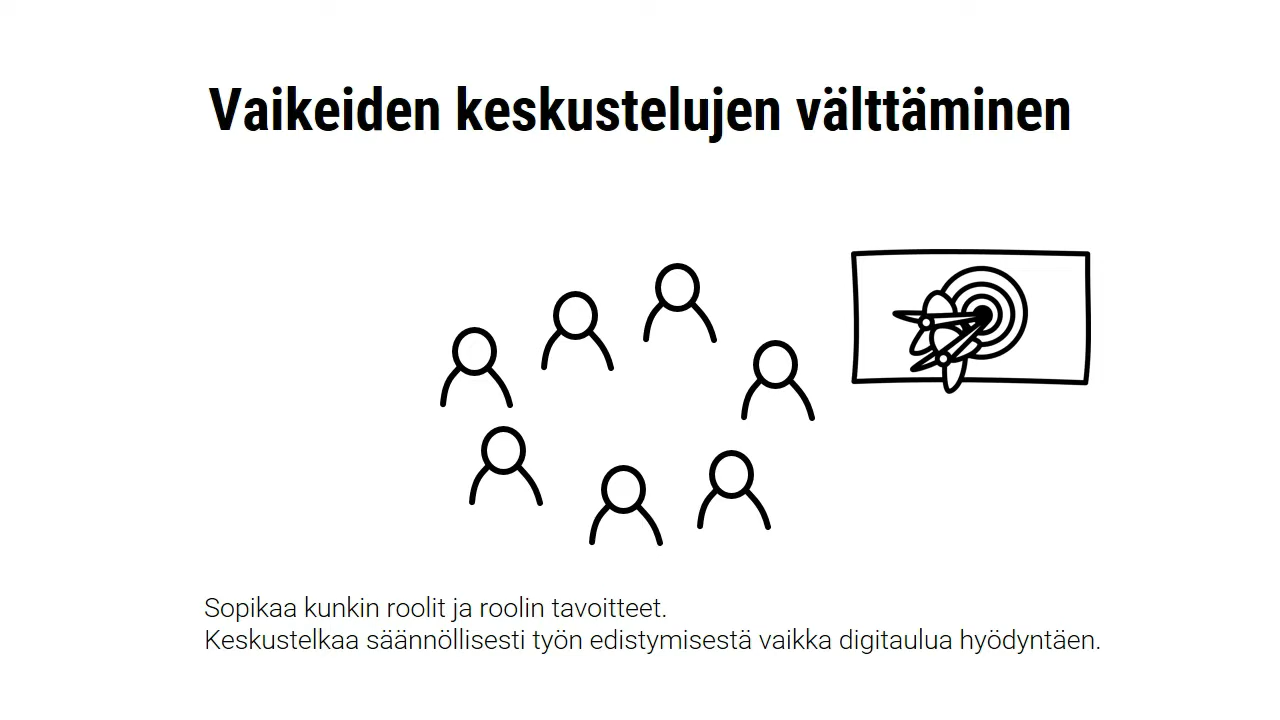 Vaikeiden keskustelujen välttäminen
Sopikaa kunkin roolit ja roolin tavoitteet.
Keskustelkaa säännöllisesti työn edistymisestä vaikka digitaulua hyödyntäen.